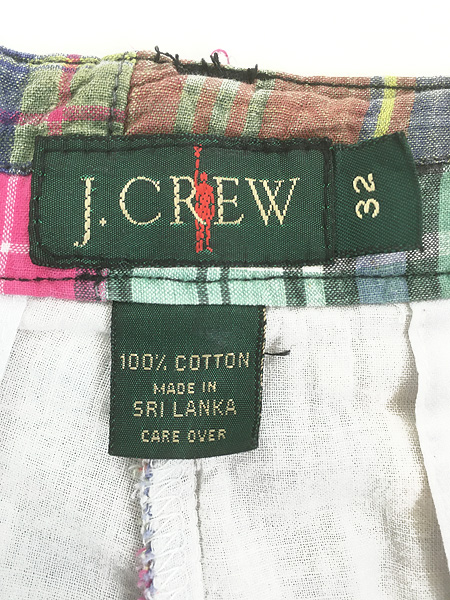 J.CREW
32
100% COTTON
MADE IN
SRI LANKA
CARE OVER